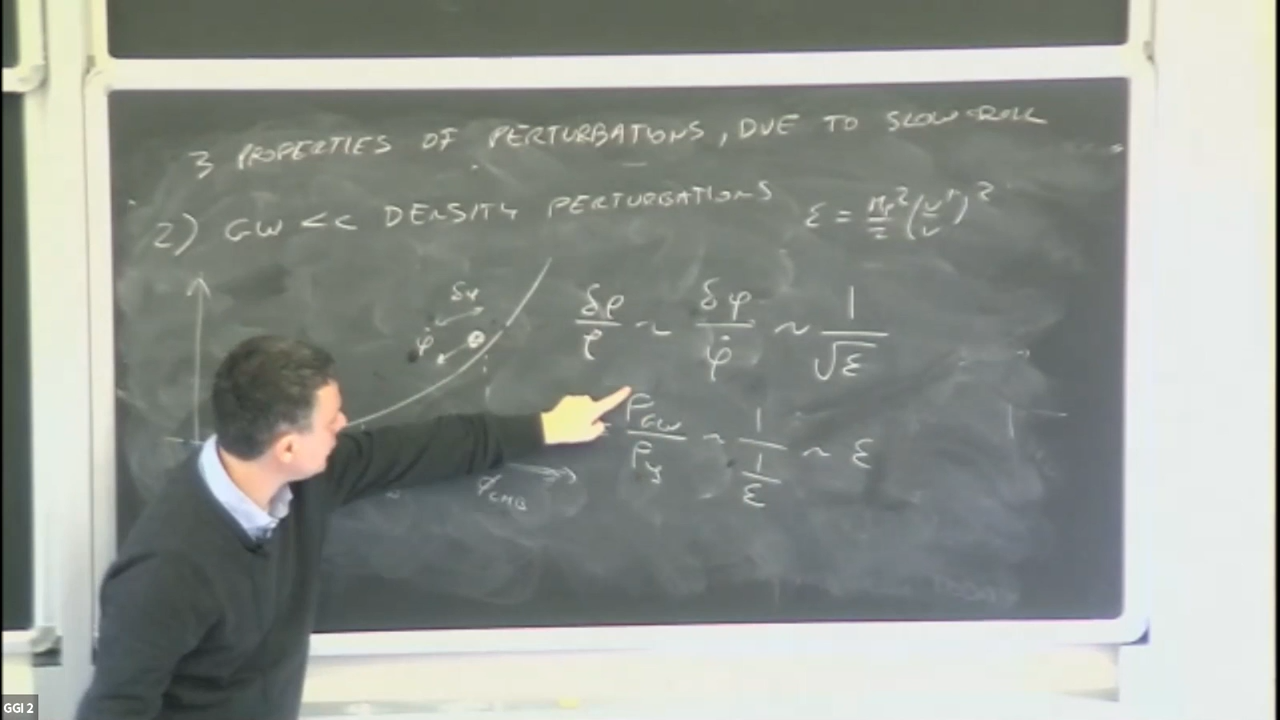 3 PROPERTIES OF PERTURBATIONS, DUE TO SLOW-ROLL
2) GW << DENSITY PERTURBATIONS ε = Mp²/2 (V'/V)²
δρ/ρ ~ δφ/φ̇ ~ 1/√ε
δφ
φ̇
P_GW/P_ζ ~ 1/(1/ε) ~ ε
φ_CMB
GGI 2